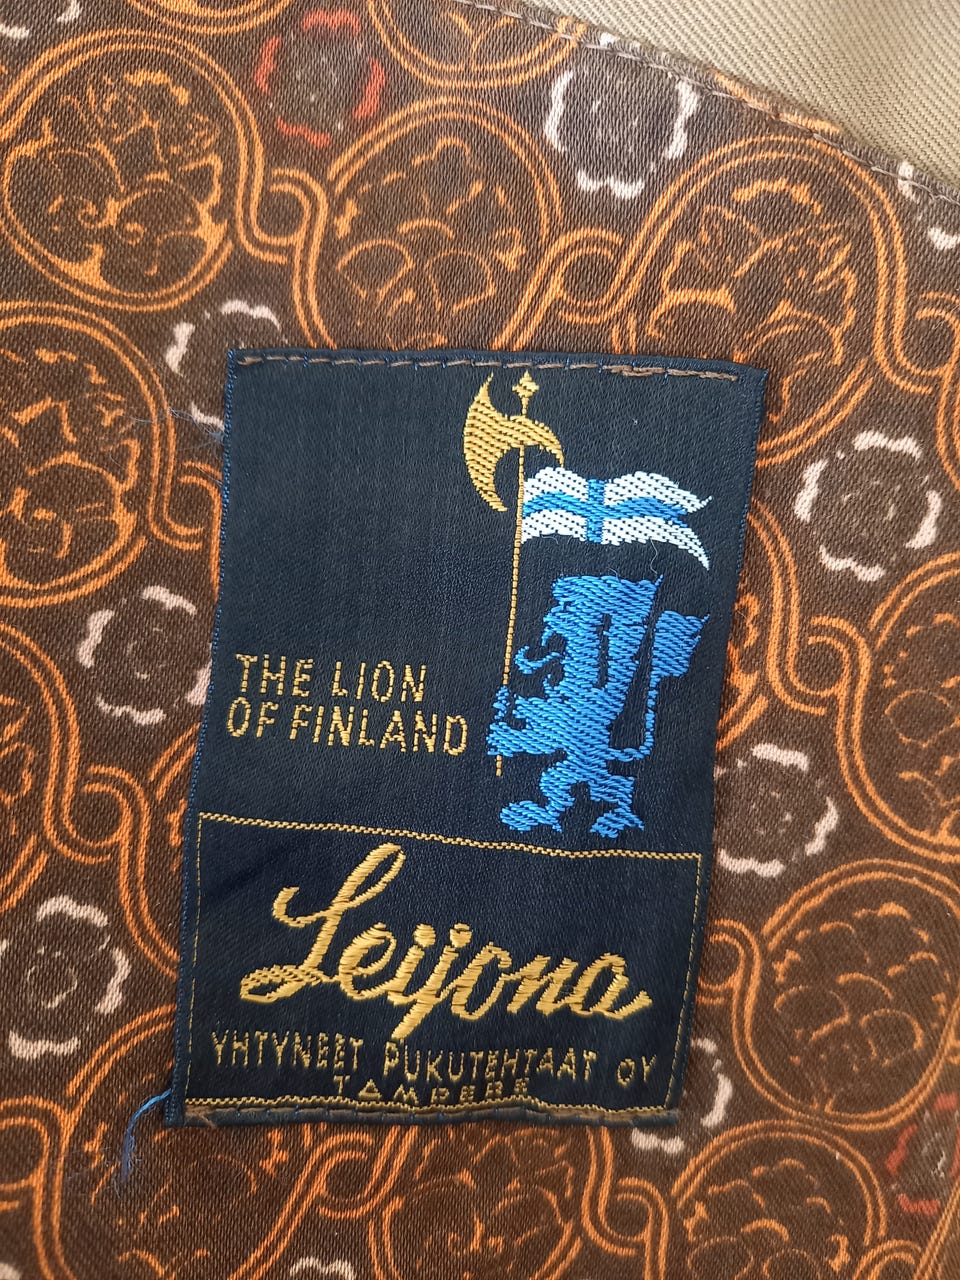 THE LION
OF FINLAND
Leijona
YHTYNEET PUKUTEHTAAT OY
TAMPERE